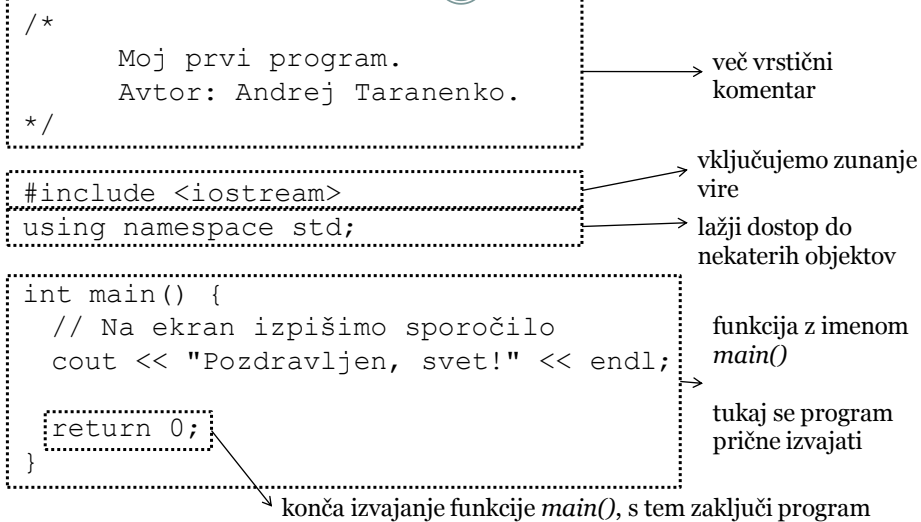 /*
Moj prvi program.
Avtor: Andrej Taranenko.
*/
več vrstični
komentar
#include <iostream>
vključujemo zunanje
vire
using namespace std;
lažji dostop do
nekaterih objektov
int main() {
// Na ekran izpišimo sporočilo
cout << "Pozdravljen, svet!" << endl;
return 0;
}
funkcija z imenom
main()
tukaj se program
prične izvajati
konča izvajanje funkcije main(), s tem zaključi program